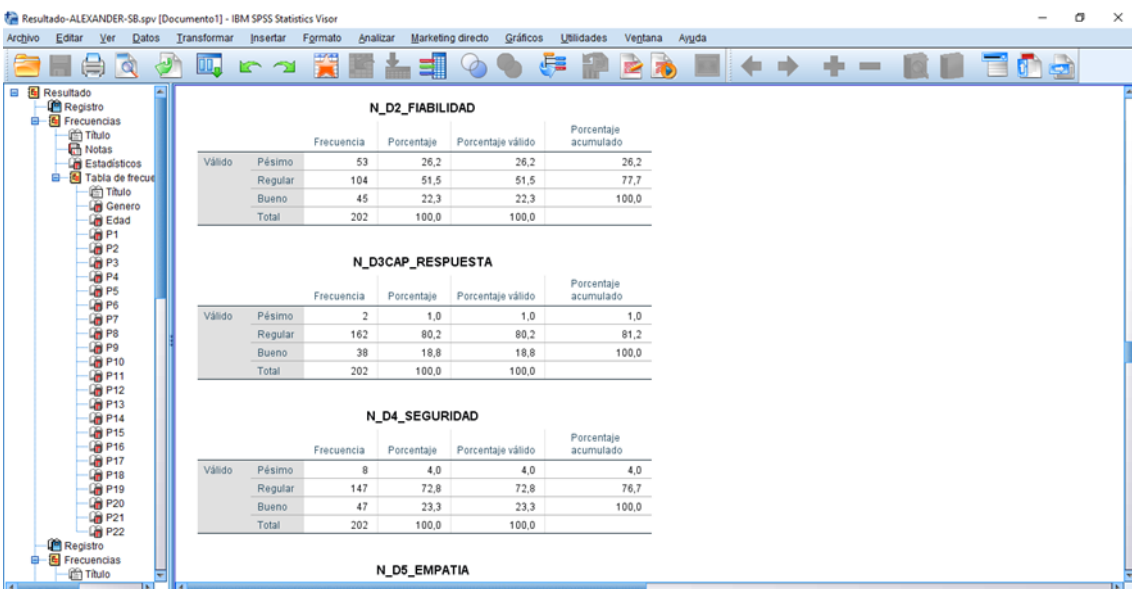 Resultado-ALEXANDER-SB.spv [Documento1] - IBM SPSS Statistics Visor
Archivo Editar Ver Datos Transformar Insertar Formato Analizar Marketing directo Gráficos Utilidades Ventana Ayuda
Resultado
Registro
Frecuencias
Título
Notas
Estadísticos
Tabla de frecue
Título
Genero
Edad
P1
P2
P3
P4
P5
P6
P7
P8
P9
P10
P11
P12
P13
P14
P15
P16
P17
P18
P19
P20
P21
P22
Registro
Frecuencias
Título
N_D2_FIABILIDAD
Frecuencia Porcentaje Porcentaje válido Porcentaje acumulado
Válido Pésimo 53 26,2 26,2 26,2
Regular 104 51,5 51,5 77,7
Bueno 45 22,3 22,3 100,0
Total 202 100,0 100,0
N_D3CAP_RESPUESTA
Frecuencia Porcentaje Porcentaje válido Porcentaje acumulado
Válido Pésimo 2 1,0 1,0 1,0
Regular 162 80,2 80,2 81,2
Bueno 38 18,8 18,8 100,0
Total 202 100,0 100,0
N_D4_SEGURIDAD
Frecuencia Porcentaje Porcentaje válido Porcentaje acumulado
Válido Pésimo 8 4,0 4,0 4,0
Regular 147 72,8 72,8 76,7
Bueno 47 23,3 23,3 100,0
Total 202 100,0 100,0
N_D5_EMPATIA